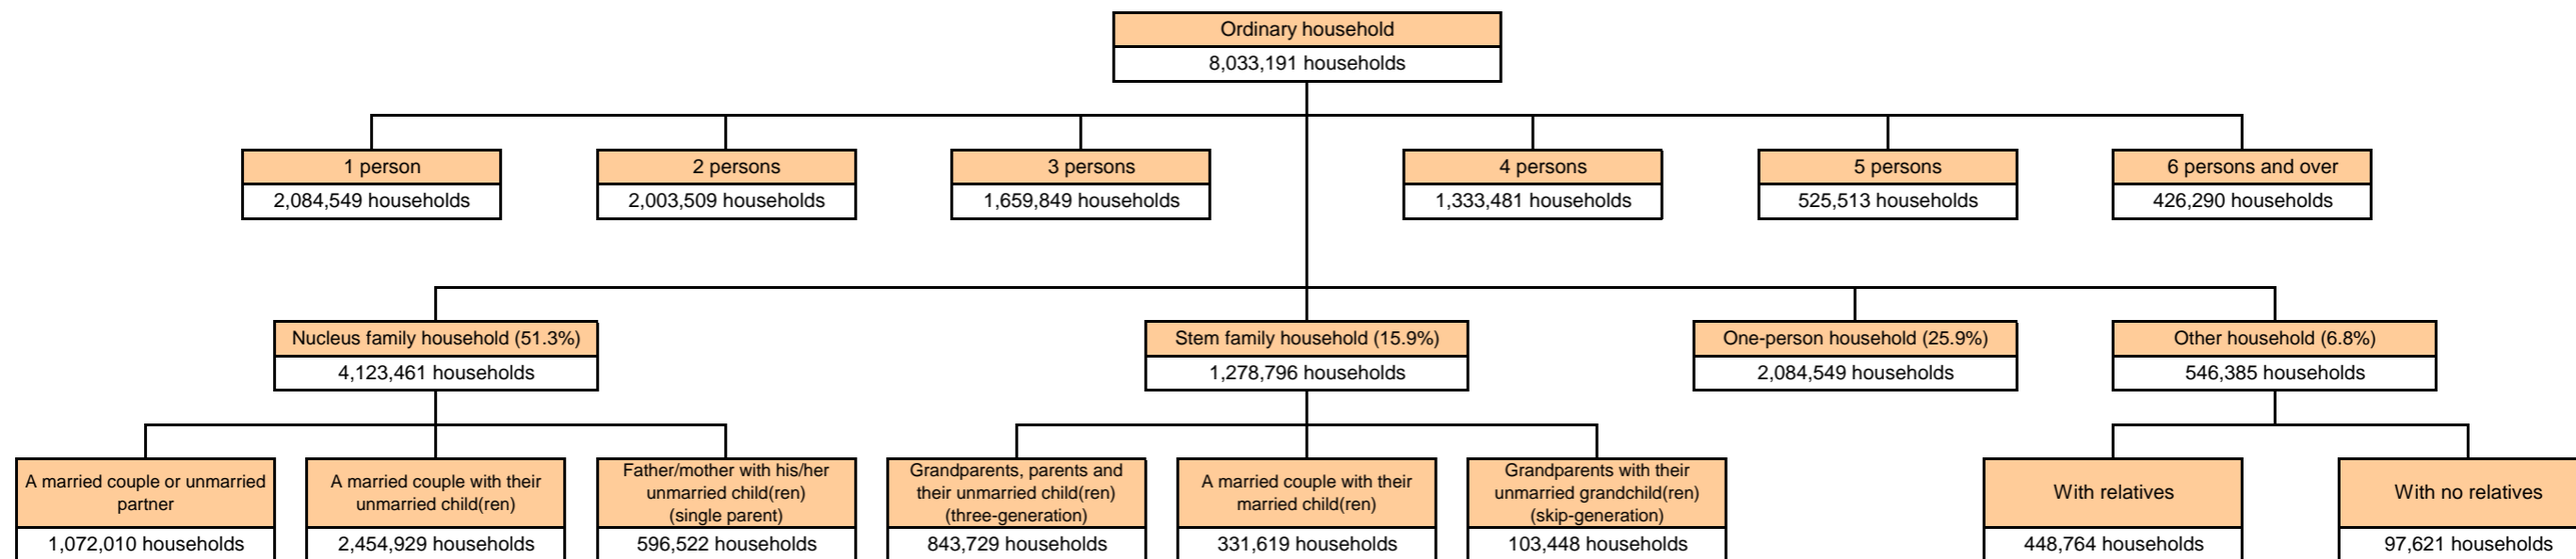 Ordinary household
8,033,191 households
1 person
2,084,549 households
2 persons
2,003,509 households
3 persons
1,659,849 households
4 persons
1,333,481 households
5 persons
525,513 households
6 persons and over
426,290 households
Nucleus family household (51.3%)
4,123,461 households
Stem family household (15.9%)
1,278,796 households
One-person household (25.9%)
2,084,549 households
Other household (6.8%)
546,385 households
A married couple or unmarried
partner
1,072,010 households
A married couple with their
unmarried child(ren)
2,454,929 households
Father/mother with his/her
unmarried child(ren)
(single parent)
596,522 households
Grandparents, parents and
their unmarried child(ren)
(three-generation)
843,729 households
A married couple with their
married child(ren)
331,619 households
Grandparents with their
unmarried grandchild(ren)
(skip-generation)
103,448 households
With relatives
448,764 households
With no relatives
97,621 households